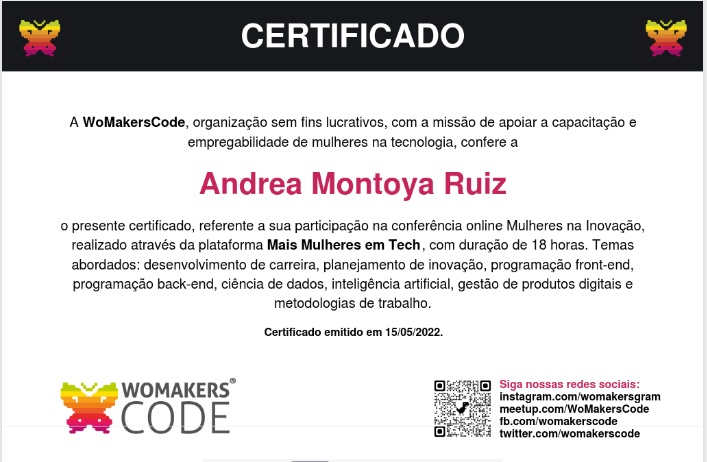 CERTIFICADO
A WoMakersCode, organização sem fins lucrativos, com a missão de apoiar a capacitação e
empregabilidade de mulheres na tecnologia, confere a
Andrea Montoya Ruiz
o presente certificado, referente a sua participação na conferência online Mulheres na Inovação,
realizado através da plataforma Mais Mulheres em Tech, com duração de 18 horas. Temas
abordados: desenvolvimento de carreira, planejamento de inovação, programação front-end,
programação back-end, ciência de dados, inteligência artificial, gestão de produtos digitais e
metodologias de trabalho.
Certificado emitido em 15/05/2022.
WOMAKERS®
CODE
Siga nossas redes sociais:
instagram.com/womakersgram
meetup.com/WoMakersCode
fb.com/womakerscode
twitter.com/womakerscode